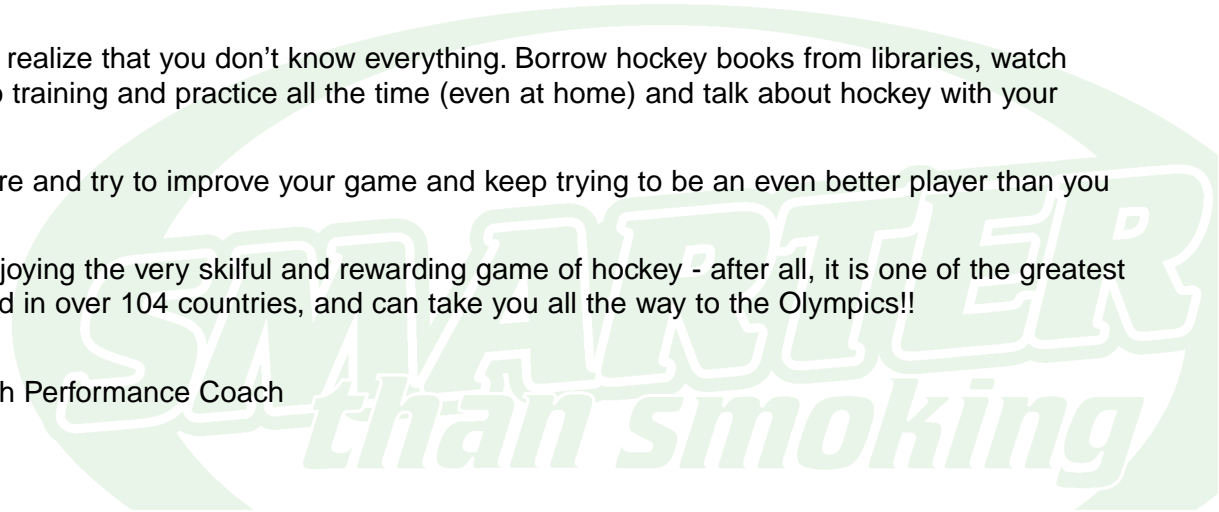 realize that you don't know everything. Borrow hockey books from libraries, watch
training and practice all the time (even at home) and talk about hockey with your
and try to improve your game and keep trying to be an even better player than you
the very skilful and rewarding game of hockey - after all, it is one of the greatest
in over 104 countries, and can take you all the way to the Olympics!!
Performance Coach
SMARTER
than smoking